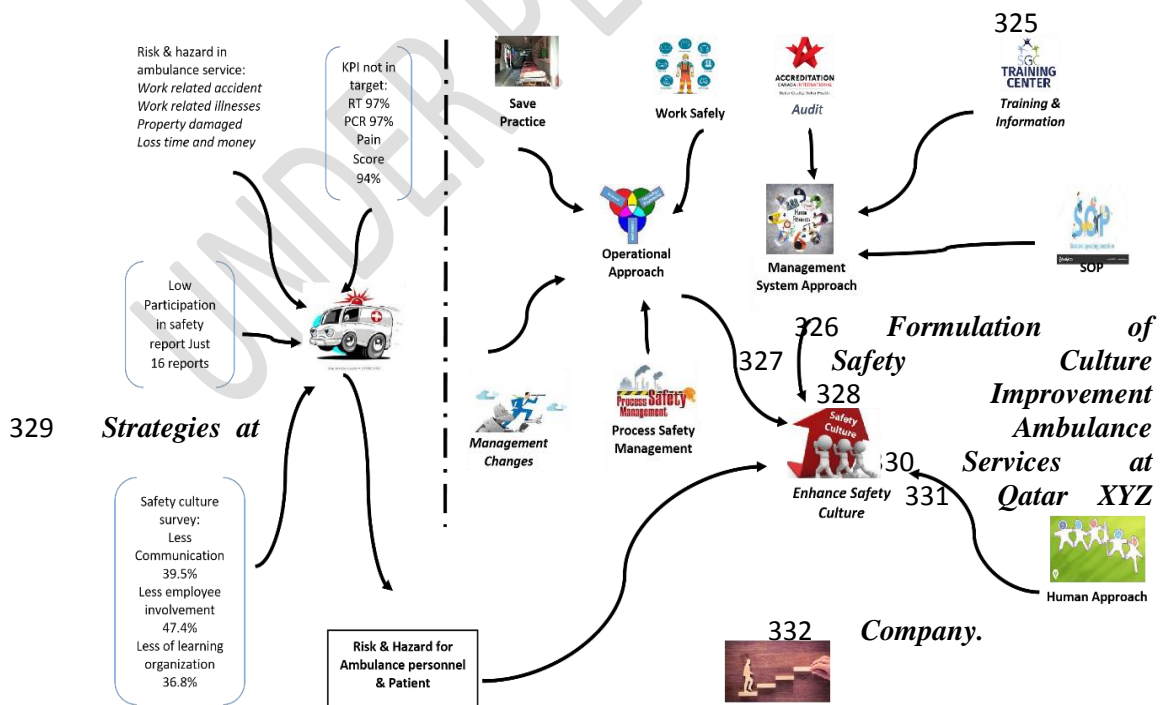 325
Risk & hazard in
ambulance service:
Work related accident
Work related illnesses
Property damaged
Loss time and money
KPI not in
target:
RT 97%
PCR 97%
Pain
Score
94%
Save
Practice
Work Safely
ACCREDITATION
CANADA INTERNATIONAL
Audit
SGC
TRAINING
CENTER
Training &
Information
Low
Participation
in safety
report Just
16 reports
Operational
Approach
Management
System Approach
SOP
SOP
326 Formulation of
327 Safety Culture
328 Improvement
329 Strategies at Ambulance
330 Services at
331 Qatar XYZ
Management
Changes
Process Safety
Management
Process Safety
Management
Safety
Culture
Enhance Safety
Culture
Safety culture
survey:
Less
Communication
39.5%
Less employee
involvement
47.4%
Less of learning
organization
36.8%
Human Approach
332 Company.
Risk & Hazard for
Ambulance personnel
& Patient
UNDER PE